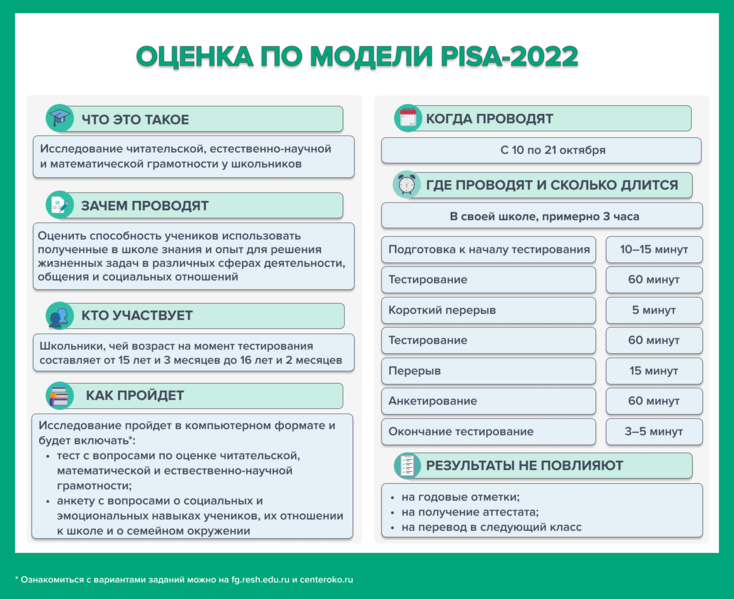 ОЦЕНКА ПО МОДЕЛИ PISA-2022
ЧТО ЭТО ТАКОЕ
Исследование читательской, естественно-научной
и математической грамотности у школьников
ЗАЧЕМ ПРОВОДЯТ
Оценить способность учеников использовать
полученные в школе знания и опыт для решения
жизненных задач в различных сферах деятельности,
общения и социальных отношений
КТО УЧАСТВУЕТ
Школьники, чей возраст на момент тестирования
составляет от 15 лет и 3 месяцев до 16 лет и 2 месяцев
КАК ПРОЙДЕТ
Исследование пройдет в компьютерном формате и
будет включать*:
• тест с вопросами по оценке читательской,
математической и ествественно-научной
грамотности;
• анкету с вопросами о социальных и
эмоциональных навыках учеников, их отношении
к школе и о семейном окружении
КОГДА ПРОВОДЯТ
С 10 по 21 октября
ГДЕ ПРОВОДЯТ И СКОЛЬКО ДЛИТСЯ
В своей школе, примерно 3 часа
Подготовка к началу тестирования 10–15 минут
Тестирование 60 минут
Короткий перерыв 5 минут
Тестирование 60 минут
Перерыв 15 минут
Анкетирование 60 минут
Окончание тестирования 3–5 минут
РЕЗУЛЬТАТЫ НЕ ПОВЛИЯЮТ
• на годовые отметки;
• на получение аттестата;
• на перевод в следующий класс
* Ознакомиться с вариантами заданий можно на fg.resh.edu.ru и centeroko.ru